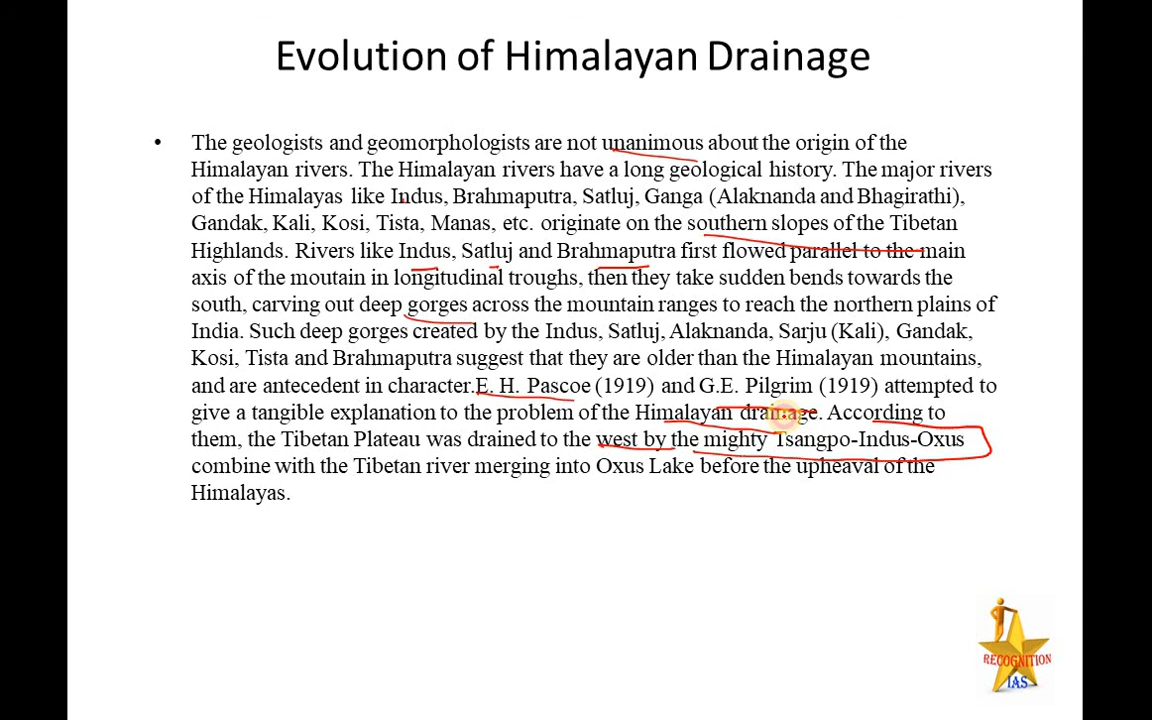 Evolution of Himalayan Drainage
• The geologists and geomorphologists are not unanimous about the origin of the
Himalayan rivers. The Himalayan rivers have a long geological history. The major rivers
of the Himalayas like Indus, Brahmaputra, Satluj, Ganga (Alaknanda and Bhagirathi),
Gandak, Kali, Kosi, Tista, Manas, etc. originate on the southern slopes of the Tibetan
Highlands. Rivers like Indus, Satluj and Brahmaputra first flowed parallel to the main
axis of the moutain in longitudinal troughs, then they take sudden bends towards the
south, carving out deep gorges across the mountain ranges to reach the northern plains of
India. Such deep gorges created by the Indus, Satluj, Alaknanda, Sarju (Kali), Gandak,
Kosi, Tista and Brahmaputra suggest that they are older than the Himalayan mountains,
and are antecedent in character.E. H. Pascoe (1919) and G.E. Pilgrim (1919) attempted to
give a tangible explanation to the problem of the Himalayan drainage. According to
them, the Tibetan Plateau was drained to the west by the mighty Tsangpo-Indus-Oxus
combine with the Tibetan river merging into Oxus Lake before the upheaval of the
Himalayas.
RECOGNITION
IAS